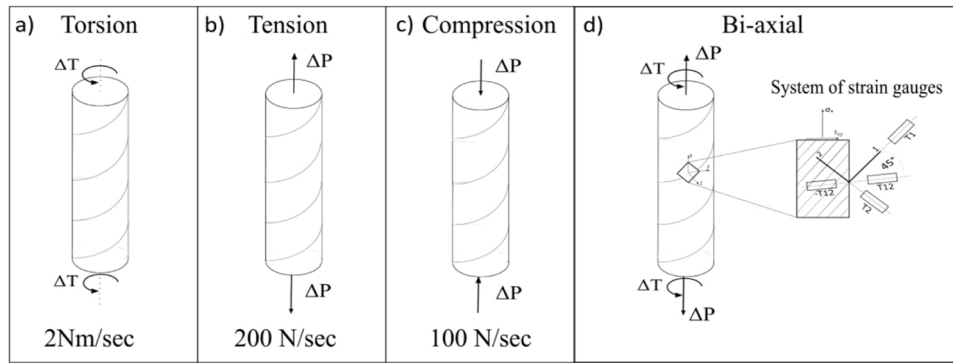 a) Torsion
ΔT
ΔT
2Nm/sec
b) Tension
ΔP
ΔP
200 N/sec
c) Compression
ΔP
ΔP
100 N/sec
d) Bi-axial
ΔP
ΔT
System of strain gauges
T1
1
2
2
45°
T12
-T12
T2
ΔT
ΔP